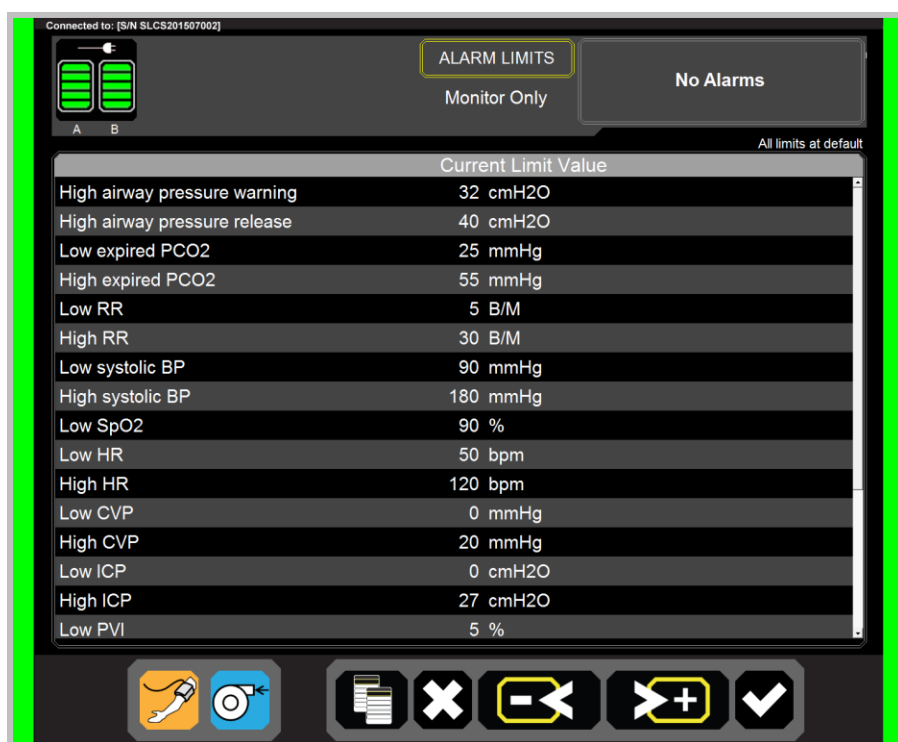 Connected to: [S/N SLCS201507002]
ALARM LIMITS
Monitor Only
No Alarms
A B
All limits at default
Current Limit Value
High airway pressure warning 32 cmH2O
High airway pressure release 40 cmH2O
Low expired PCO2 25 mmHg
High expired PCO2 55 mmHg
Low RR 5 B/M
High RR 30 B/M
Low systolic BP 90 mmHg
High systolic BP 180 mmHg
Low SpO2 90 %
Low HR 50 bpm
High HR 120 bpm
Low CVP 0 mmHg
High CVP 20 mmHg
Low ICP 0 cmH2O
High ICP 27 cmH2O
Low PVI 5 %